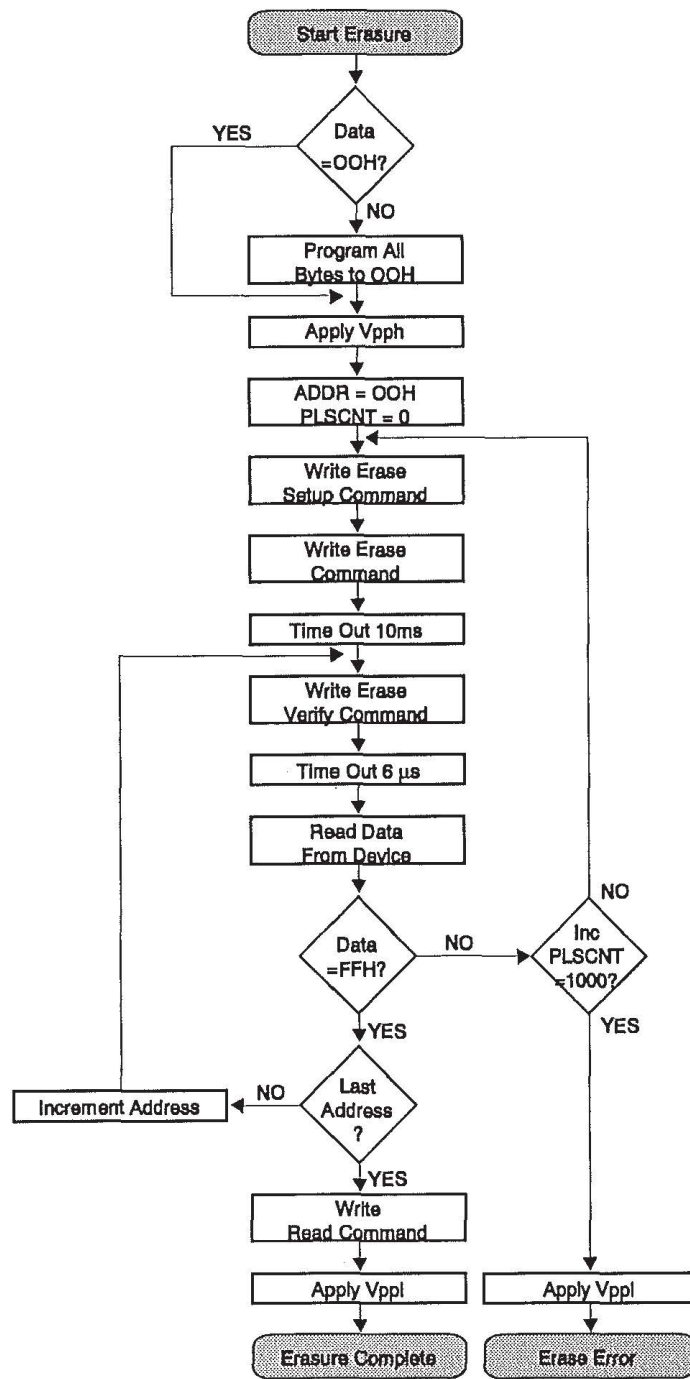 Start Erasure
YES
Data
=OOH?
NO
Program All
Bytes to OOH
Apply Vpph
ADDR = OOH
PLSCNT = 0
Write Erase
Setup Command
Write Erase
Command
Time Out 10ms
Write Erase
Verify Command
Time Out 6 µs
Read Data
From Device
Data
=FFH?
NO
Inc
PLSCNT
=1000?
NO
YES
YES
Last
Address
?
NO
Increment Address
YES
Write
Read Command
Apply Vppl
Apply Vppl
Erasure Complete
Erase Error